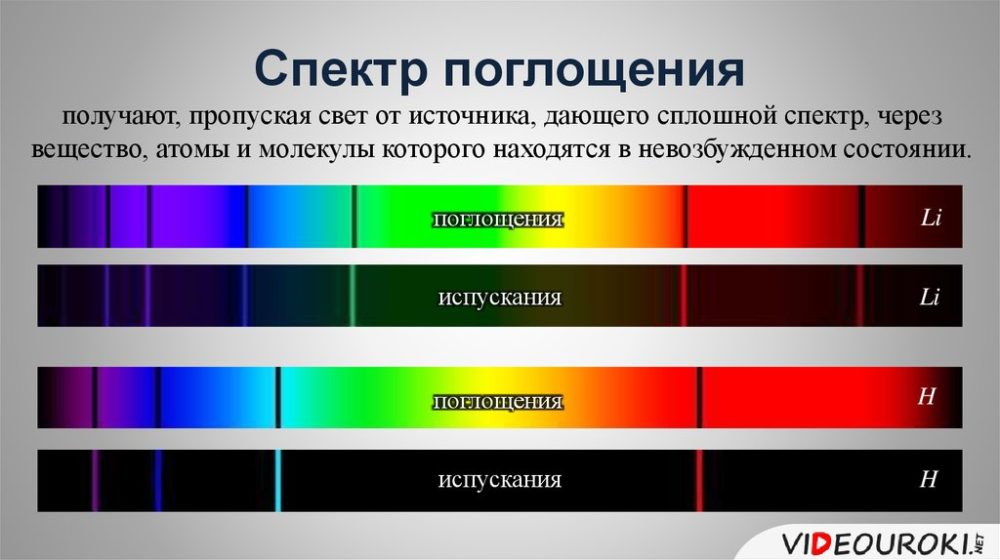 Спектр поглощения
получают, пропуская свет от источника, дающего сплошной спектр, через
вещество, атомы и молекулы которого находятся в невозбужденном состоянии.
поглощения Li
испускания Li
поглощения H
испускания H
VIDEOUROKI.NET